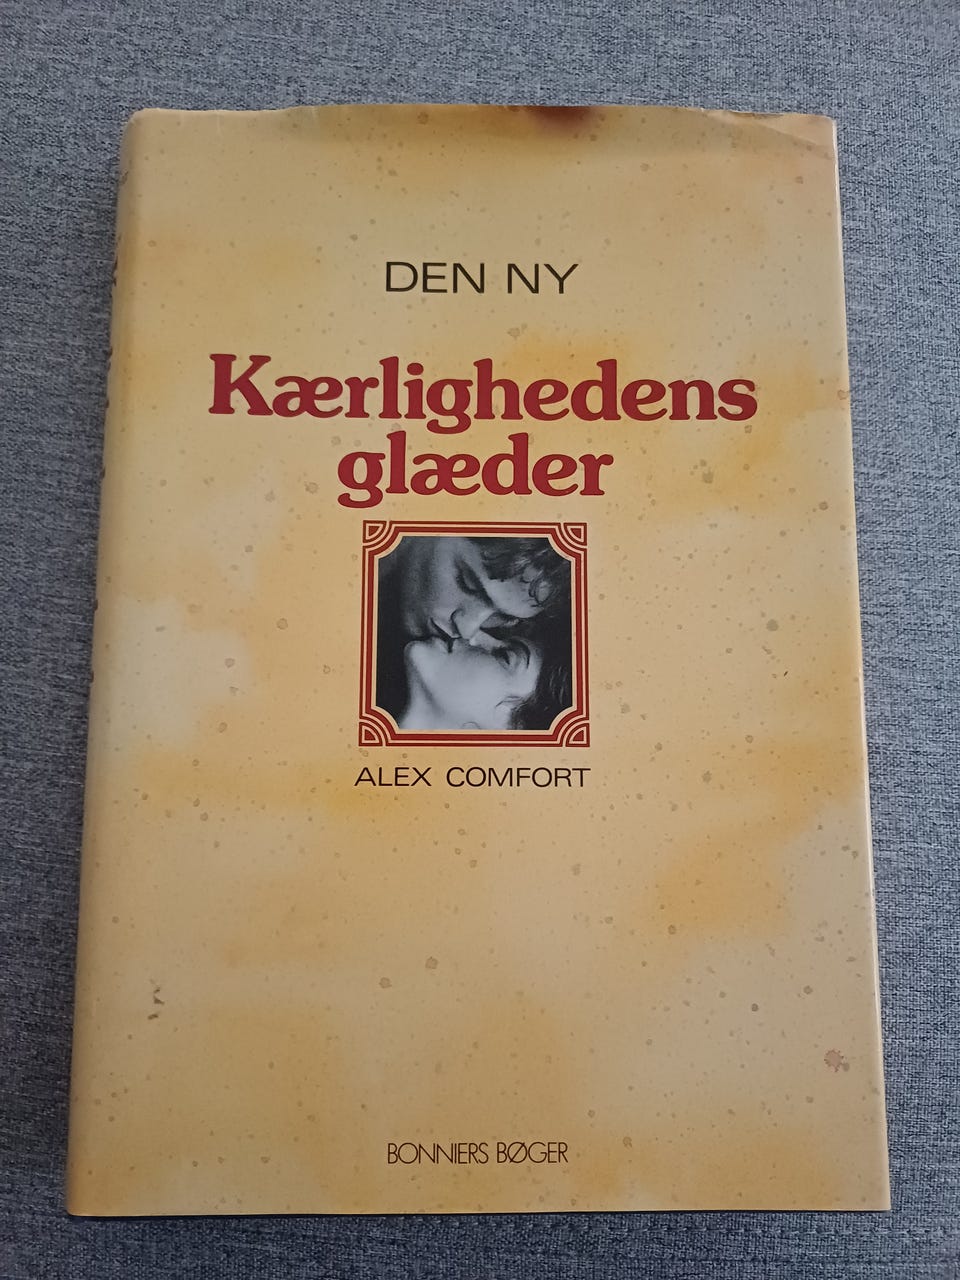 DEN NY
Kærlighedens
glæder
ALEX COMFORT
BONNIERS BØGER